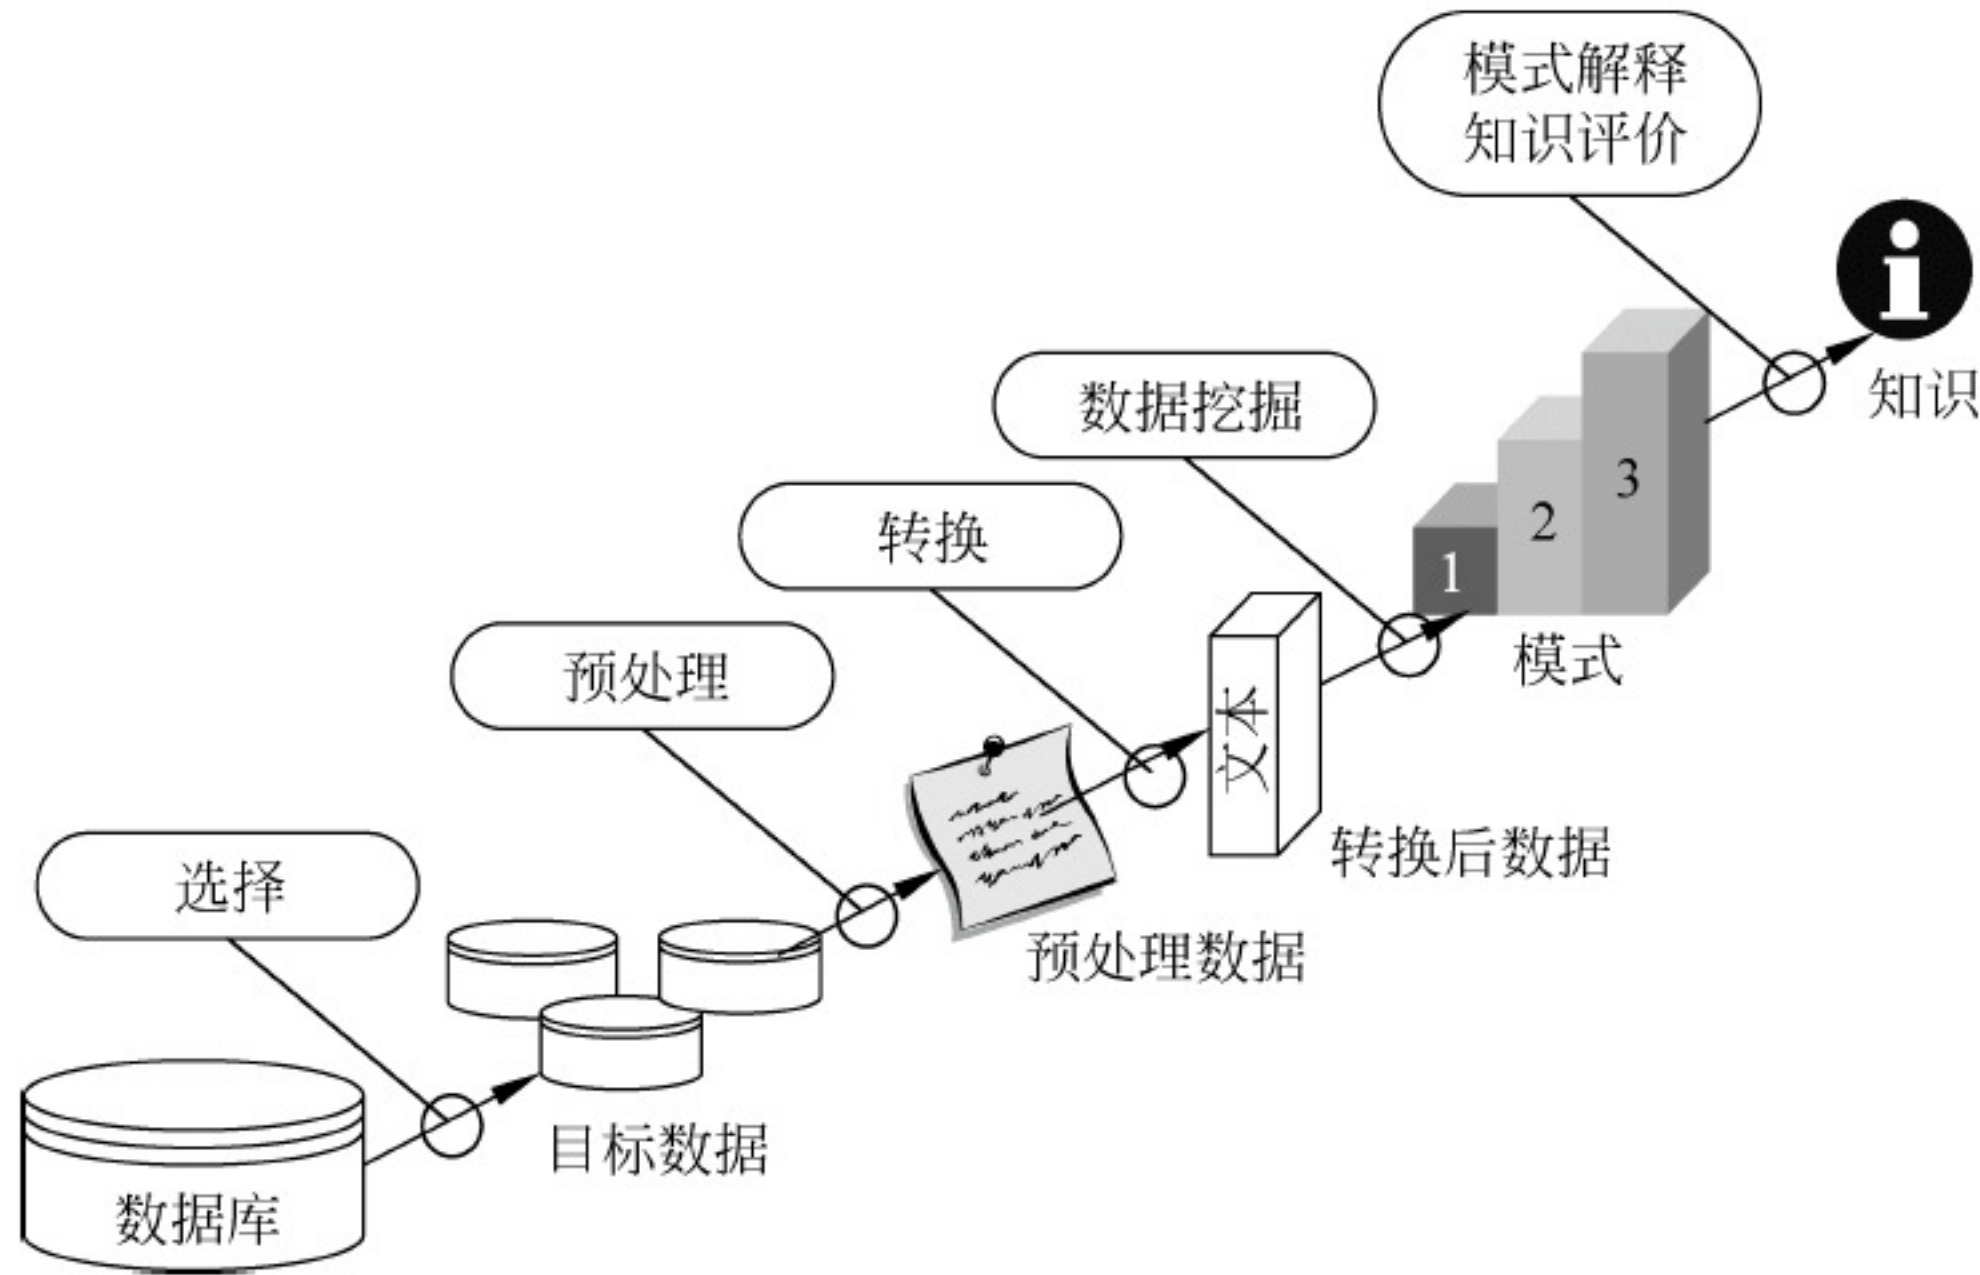 模式解释
知识评价
知识
数据挖掘
3
2
1
转换
模式
预处理
文本
转换后数据
选择
预处理数据
目标数据
数据库